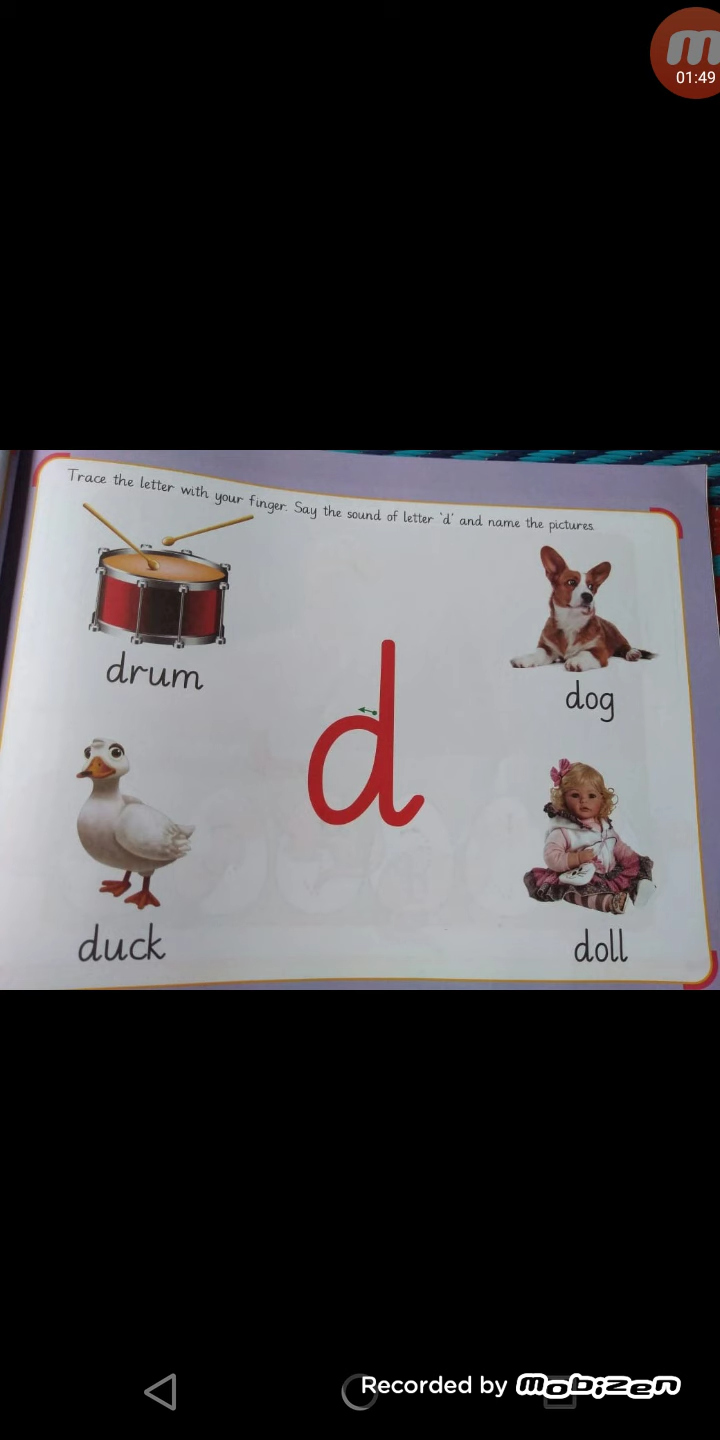 m
01:49
Trace the letter with your finger. Say the sound of letter 'd' and name the pictures.
drum
dog
d
duck
doll
Recorded by mobizen